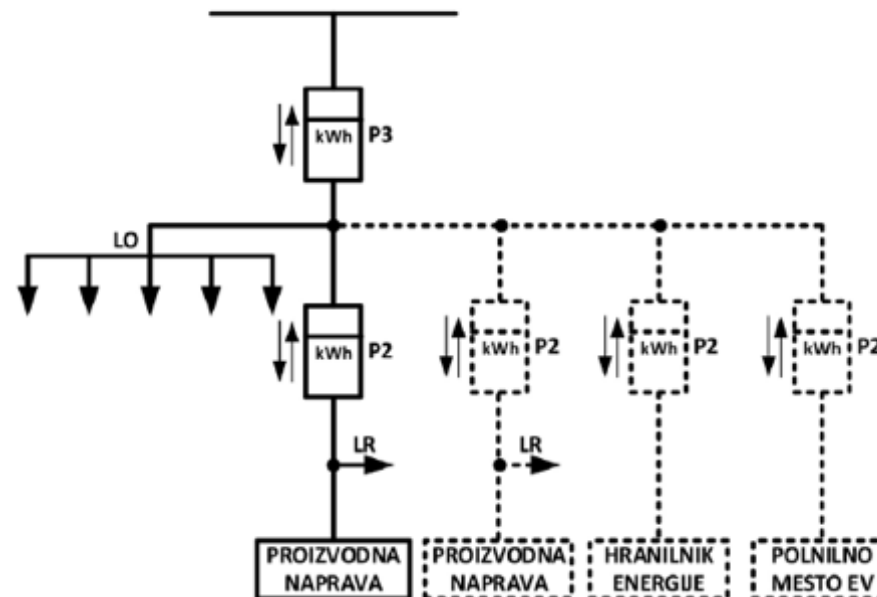 kWh P3
LO
kWh P2
kWh P2
kWh P2
kWh P2
LR
LR
PROIZVODNA NAPRAVA
PROIZVODNA NAPRAVA
HRANILNIK ENERGIJE
POLNILNO MESTO EV